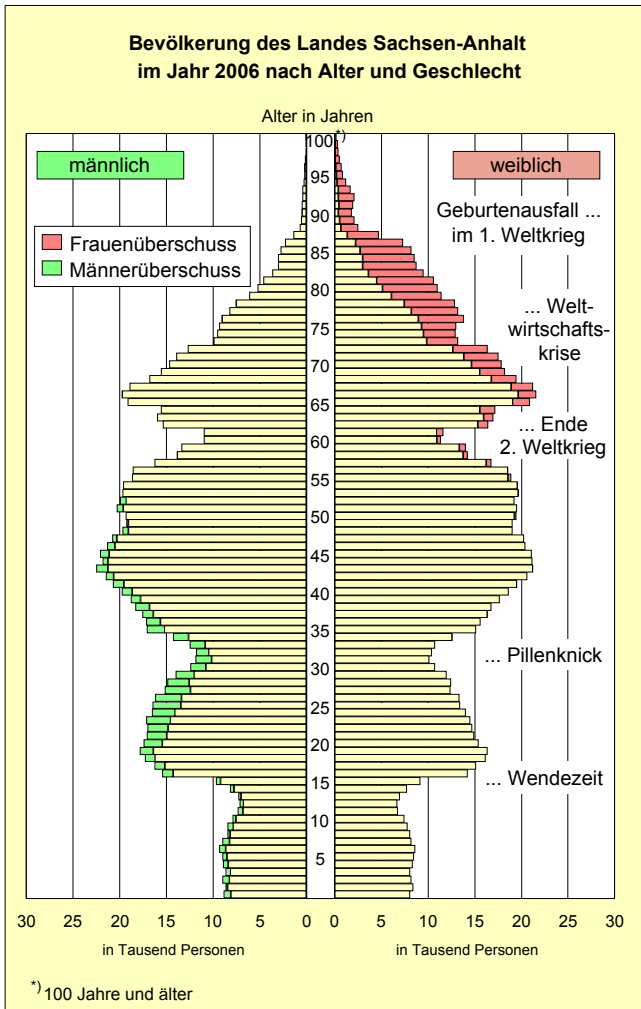 Bevölkerung des Landes Sachsen-Anhalt
im Jahr 2006 nach Alter und Geschlecht
Alter in Jahren
männlich
weiblich
Frauenüberschuss
Männerüberschuss
100 *)
95
90
85
80
75
70
65
60
55
50
45
40
35
30
25
20
15
10
5
Geburtenausfall ...
im 1. Weltkrieg
... Welt-
wirtschafts-
krise
... Ende
2. Weltkrieg
... Pillenknick
... Wendezeit
30 25 20 15 10 5 0 0 5 10 15 20 25 30
in Tausend Personen in Tausend Personen
*) 100 Jahre und älter